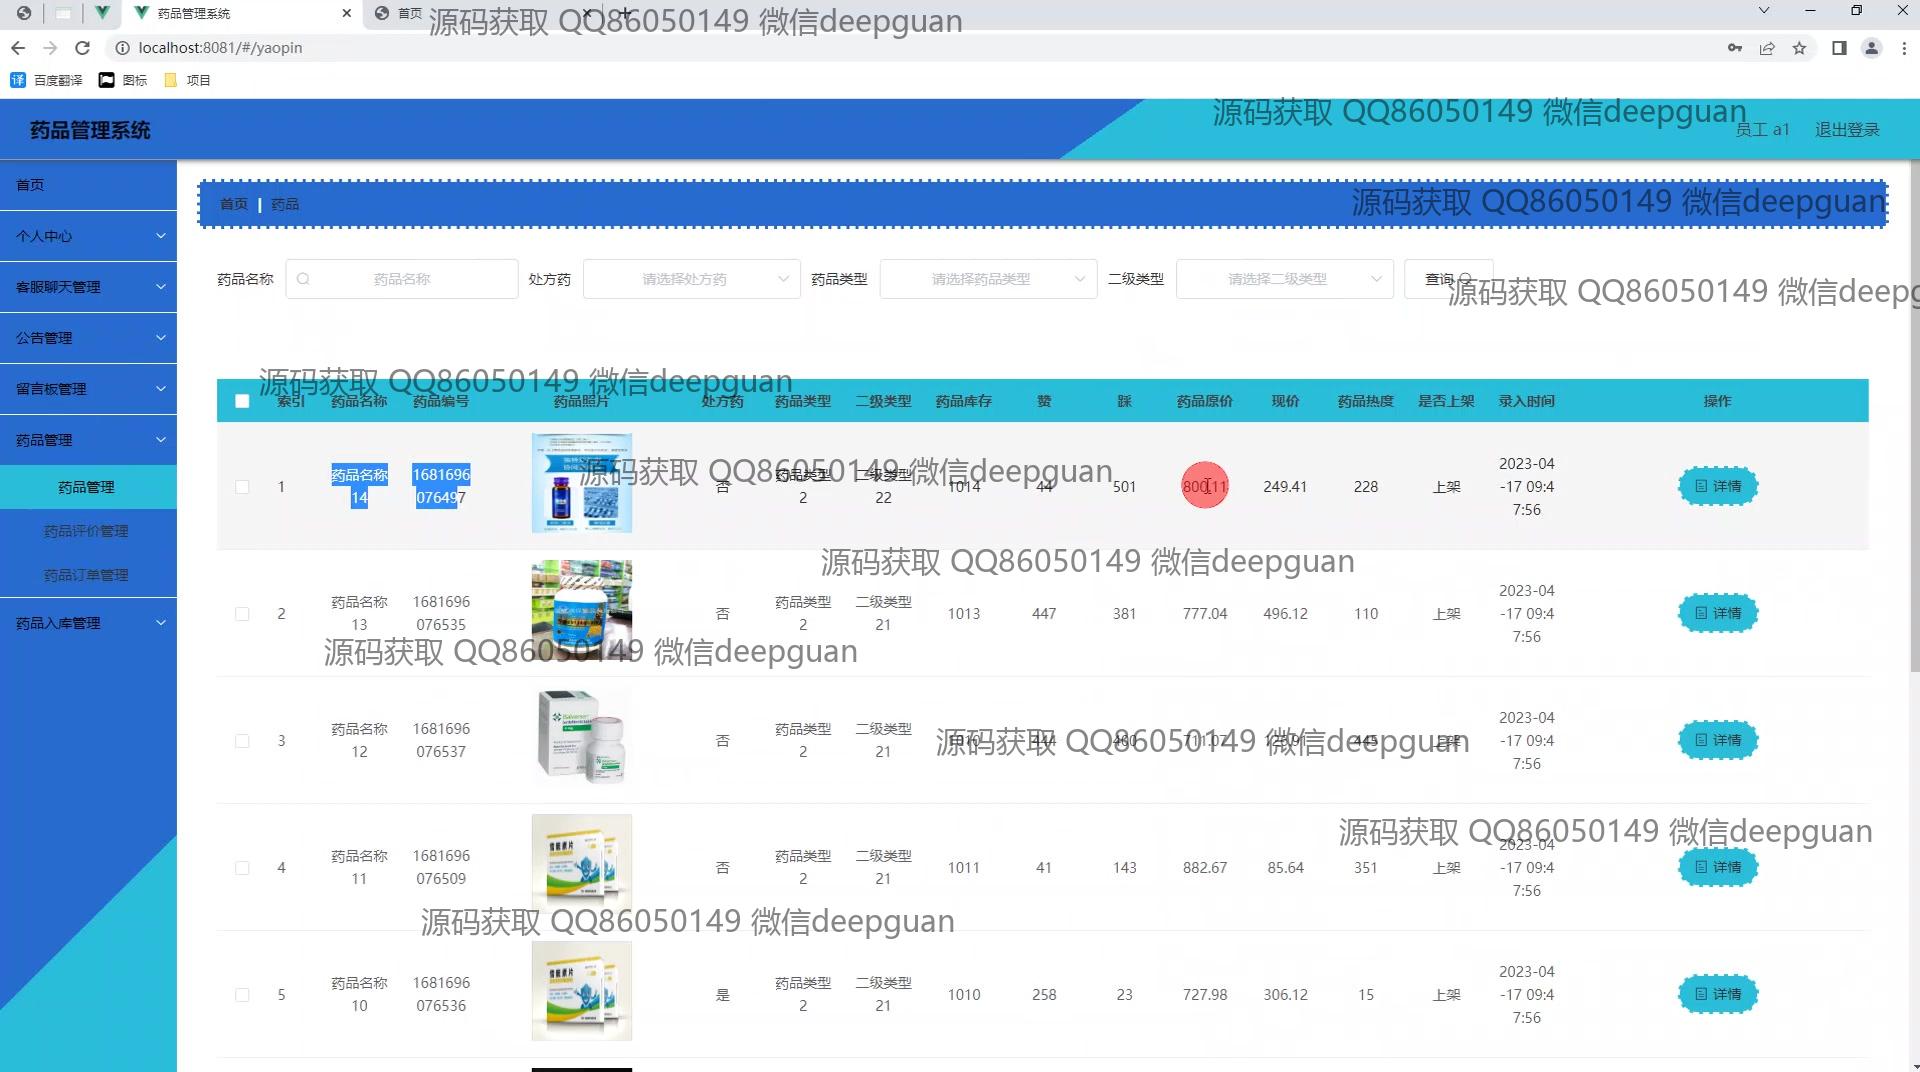 药品管理系统
首页
源码获取 QQ86050149 微信deepguan
localhost:8081/#/yaopin
百度翻译
图标
项目
药品管理系统
源码获取 QQ86050149 微信deepguan
员工 a1
退出登录
首页
个人中心
客服聊天管理
公告管理
留言板管理
药品管理
药品管理
药品评价管理
药品订单管理
药品入库管理
首页 | 药品
源码获取 QQ86050149 微信deepguan
药品名称 药品名称 处方药 请选择处方药 药品类型 请选择药品类型 二级类型 请选择二级类型 查询
源码获取 QQ86050149 微信deepg
源码获取 QQ86050149 微信deepguan
索引 药品名称 药品编号 药品照片 处方药 药品类型 二级类型 药品库存 赞 踩 药品原价 现价 药品热度 是否上架 录入时间 操作
源码获取 QQ86050149 微信deepguan
1 药品名称14 1681696076497 否 药品类型2 二级类型22 1014 44 501 800.11 249.41 228 上架 2023-04-17 09:47:56 详情
源码获取 QQ86050149 微信deepguan
2 药品名称13 1681696076535 否 药品类型2 二级类型21 1013 447 381 777.04 496.12 110 上架 2023-04-17 09:47:56 详情
源码获取 QQ86050149 微信deepguan
3 药品名称12 1681696076537 否 药品类型2 二级类型21 445 上架 2023-04-17 09:47:56 详情
源码获取 QQ86050149 微信deepguan
源码获取 QQ86050149 微信deepguan
4 药品名称11 1681696076509 否 药品类型2 二级类型21 1011 41 143 882.67 85.64 351 上架 2023-04-17 09:47:56 详情
源码获取 QQ86050149 微信deepguan
5 药品名称10 1681696076536 是 药品类型2 二级类型21 1010 258 23 727.98 306.12 15 上架 2023-04-17 09:47:56 详情